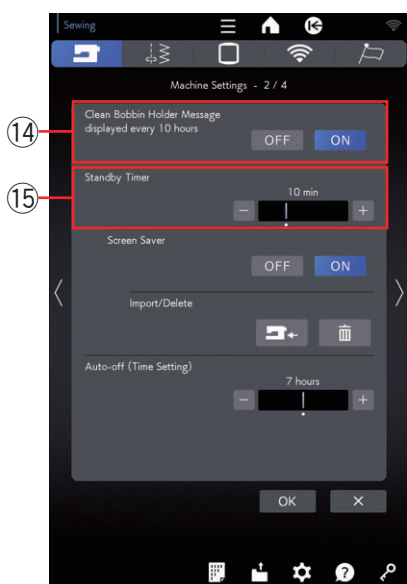 Sewing
Machine Settings - 2 / 4
⑭
Clean Bobbin Holder Message
displayed every 10 hours
OFF ON
⑮
Standby Timer
10 min
− +
Screen Saver
OFF ON
Import/Delete
Auto-off (Time Setting)
7 hours
− +
OK ×
?